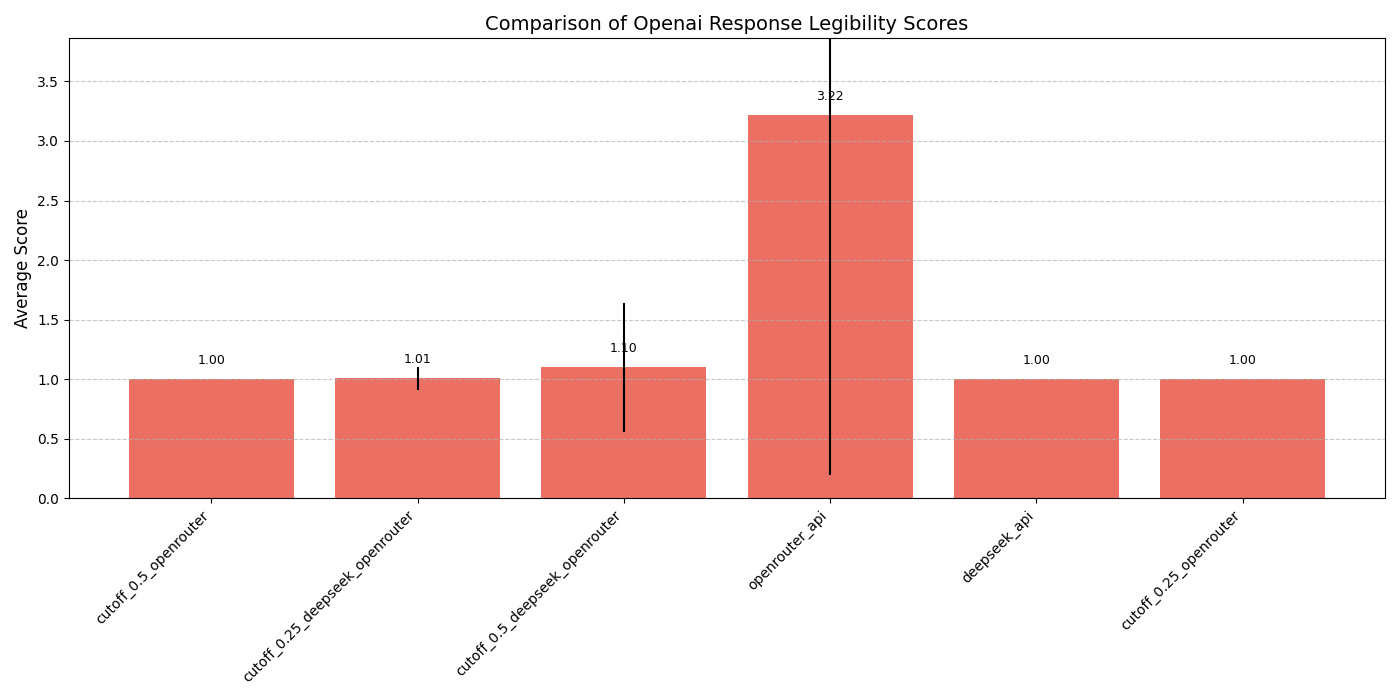 Comparison of Openai Response Legibility Scores
Average Score
3.5
3.0
2.5
2.0
1.5
1.0
0.5
0.0
1.00
1.01
1.10
3.22
1.00
1.00
cutoff_0.5_openrouter
cutoff_0.25_deepseek_openrouter
cutoff_0.5_deepseek_openrouter
openrouter_api
deepseek_api
cutoff_0.25_openrouter